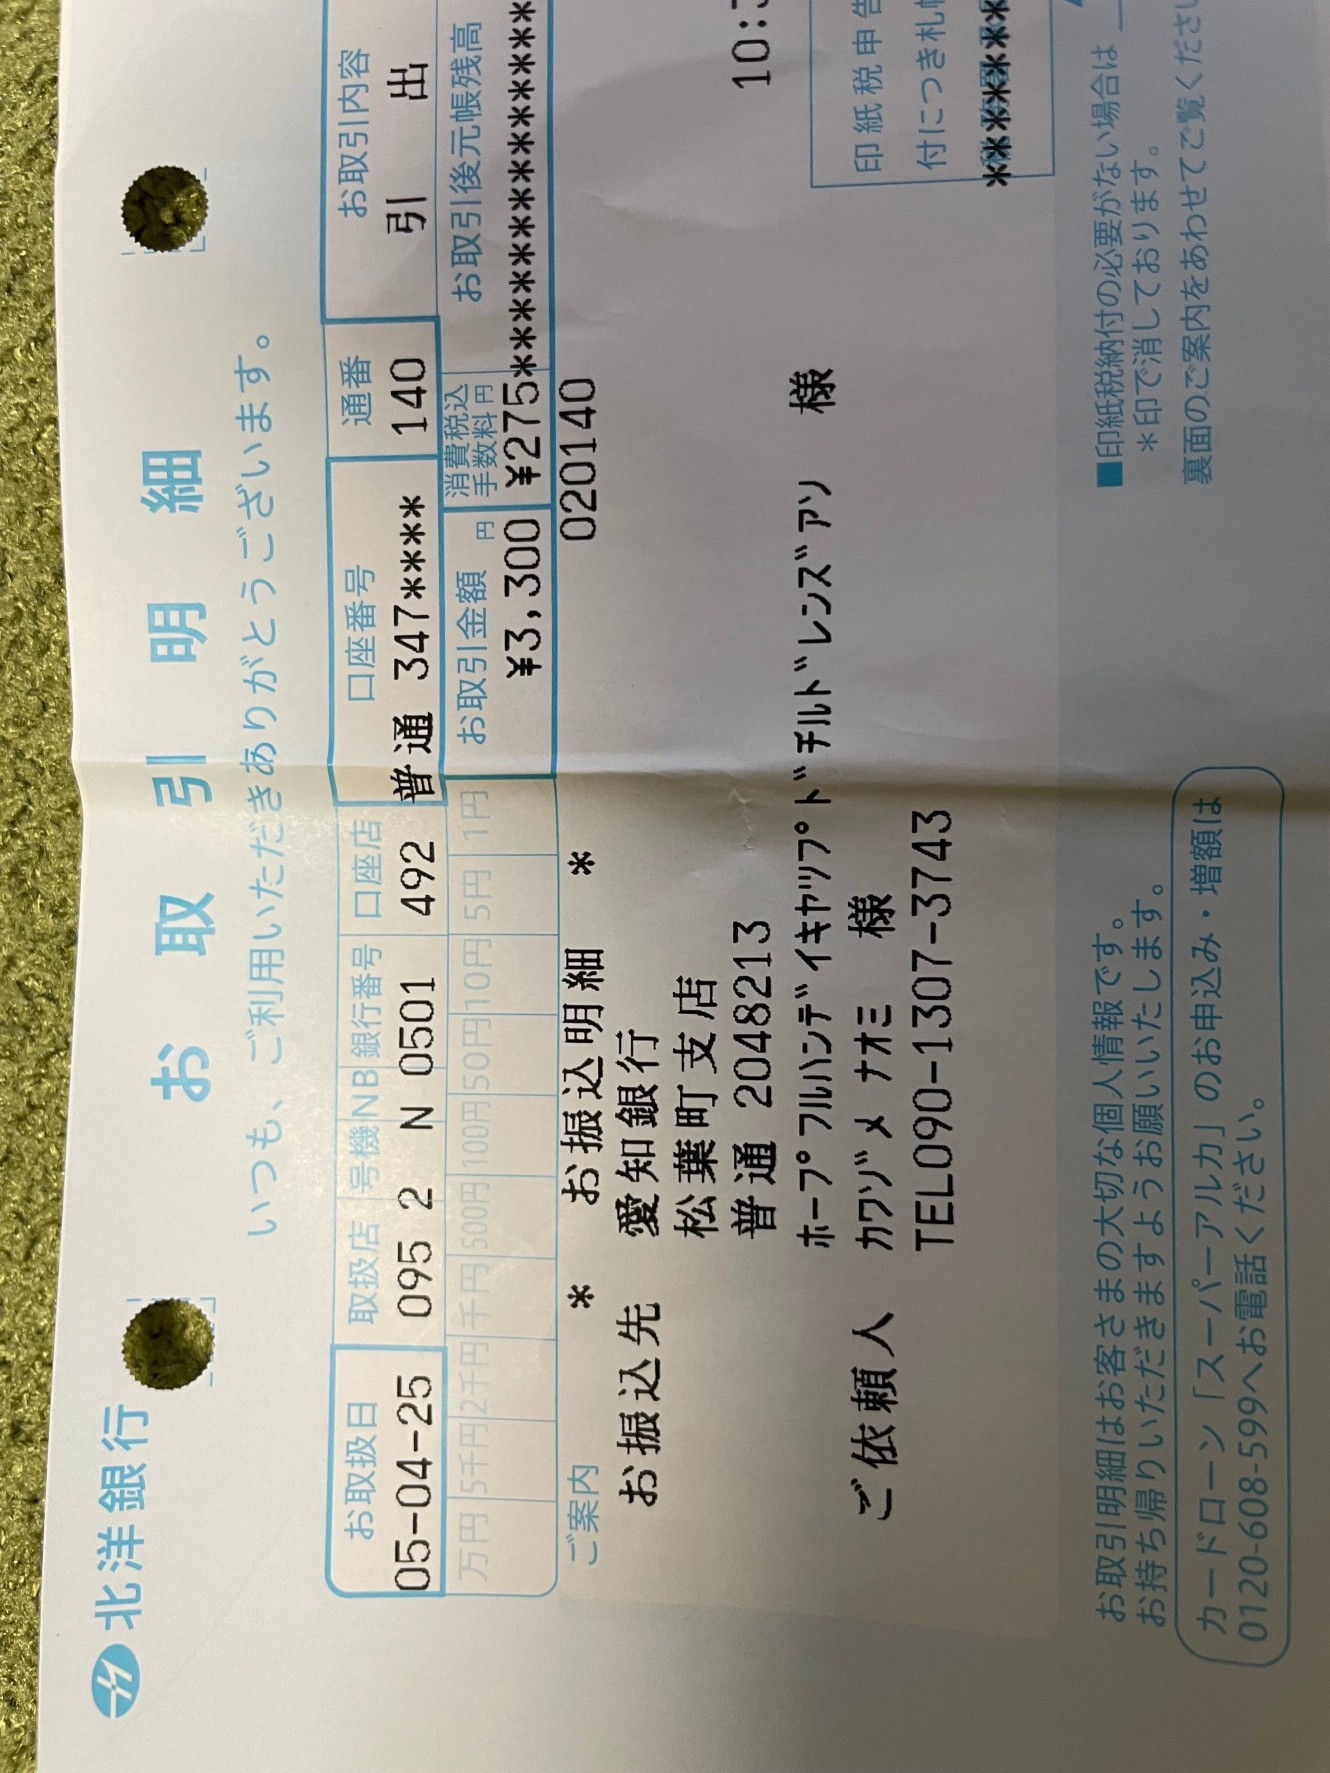 北洋銀行
お取引明細
いつも、ご利用いただきありがとうございます。
お取扱日 取扱店 号機 NB 銀行番号 口座店 口座番号 通番 お取引内容
05-04-25 095 2 N 0501 492 普通 347**** 140 引 出
万円 5千円 2千円 千円 500円 100円 50円 10円 5円 1円 お取引金額 円 消費税込手数料 円 お取引後元帳残高
¥3,300 ¥275*****************
ご案内 * お振込明細 * 020140
お振込先 愛知銀行
松葉町支店
普通 2048213 10:
ﾎｰﾌﾟﾌﾙﾊﾝﾃﾞｲｷﾔﾂﾌﾟﾄﾞﾁﾙﾄﾞﾚﾝｽﾞｱｿ 様
ご依頼人 ｶﾜｿﾞﾒ ﾅｵﾐ 様
TEL090-1307-3743
印紙税申告
付につき札幌
*******
お取引明細はお客さまの大切な個人情報です。
お持ち帰りいただきますようお願いいたします。
カードローン「スーパーアルカ」のお申込み・増額は
0120-608-599へお電話ください。
■印紙税納付の必要がない場合は
*印で消しております。
裏面のご案内をあわせてご覧ください